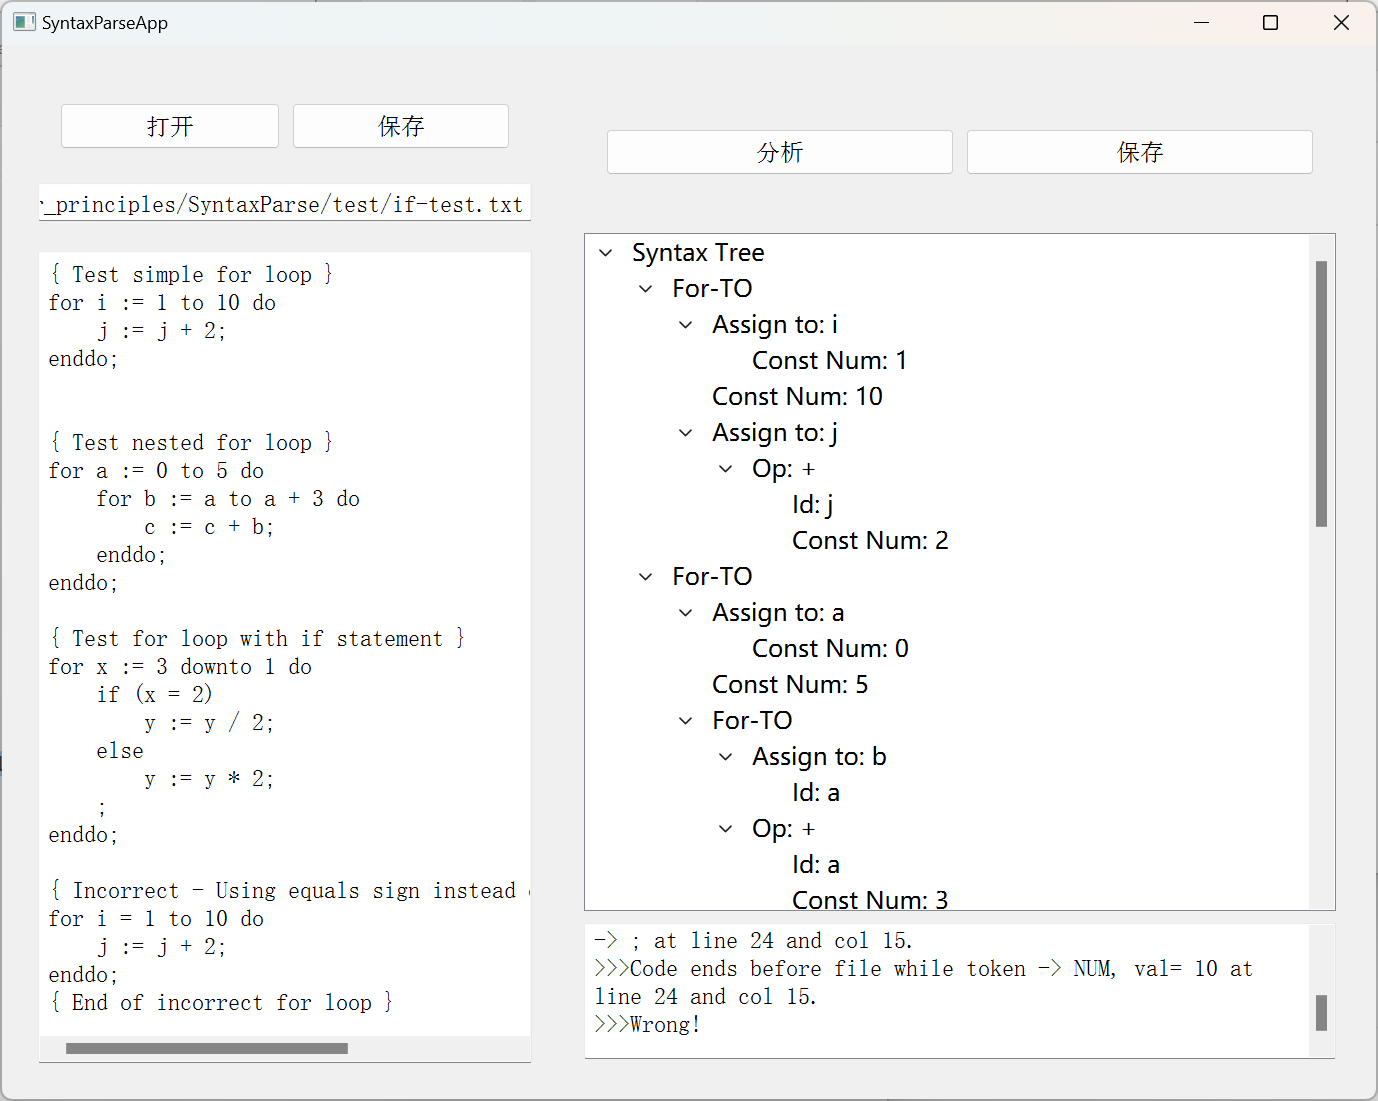 SyntaxParseApp
打开
保存
分析
保存
_principles/SyntaxParse/test/if-test.txt
{ Test simple for loop }
for i := 1 to 10 do
    j := j + 2;
enddo;
{ Test nested for loop }
for a := 0 to 5 do
    for b := a to a + 3 do
        c := c + b;
    enddo;
enddo;
{ Test for loop with if statement }
for x := 3 downto 1 do
    if (x = 2)
        y := y / 2;
    else
        y := y * 2;
    ;
enddo;
{ Incorrect - Using equals sign instead
for i = 1 to 10 do
    j := j + 2;
enddo;
{ End of incorrect for loop }
Syntax Tree
For-TO
Assign to: i
Const Num: 1
Const Num: 10
Assign to: j
Op: +
Id: j
Const Num: 2
For-TO
Assign to: a
Const Num: 0
Const Num: 5
For-TO
Assign to: b
Id: a
Op: +
Id: a
Const Num: 3
-> ; at line 24 and col 15.
>>>Code ends before file while token -> NUM, val= 10 at
line 24 and col 15.
>>>Wrong!